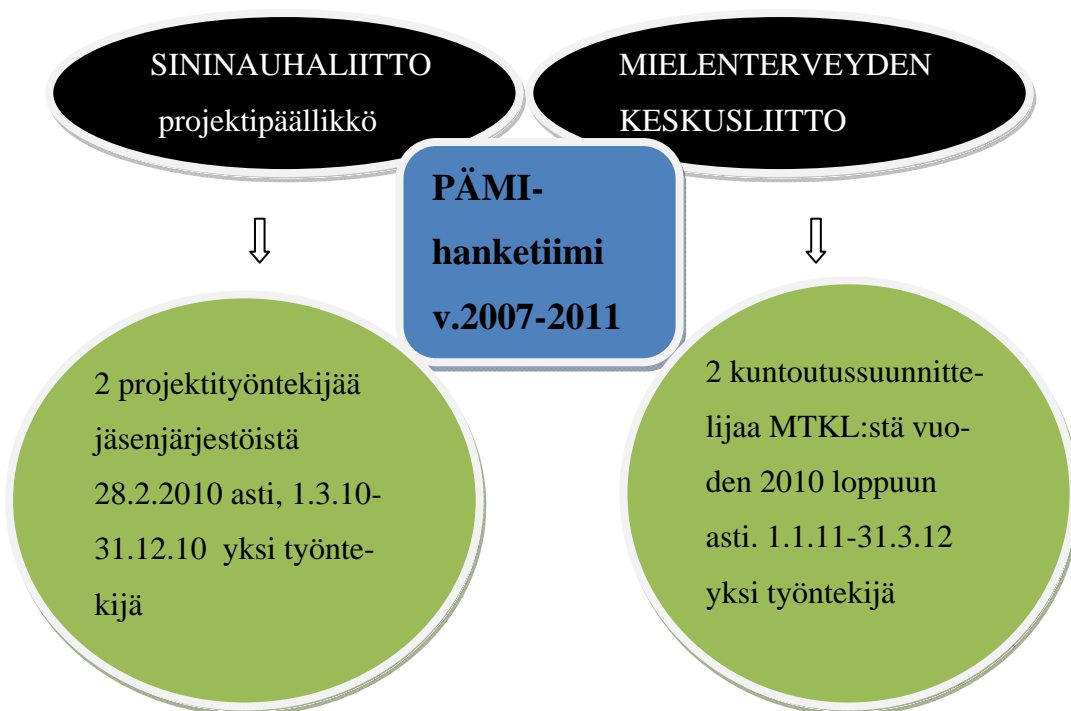 SININAUHALIITTO
projektipäällikkö
MIELENTERVEYDEN
KESKUSLIITTO
PÄMI-
hanketiimi
v.2007-2011
2 projektityöntekijää
jäsenjärjestöistä
28.2.2010 asti, 1.3.10-
31.12.10 yksi työnte-
kijä
2 kuntoutussuunnitte-
lijaa MTKL:stä vuo-
den 2010 loppuun
asti. 1.1.11-31.3.12
yksi työntekijä